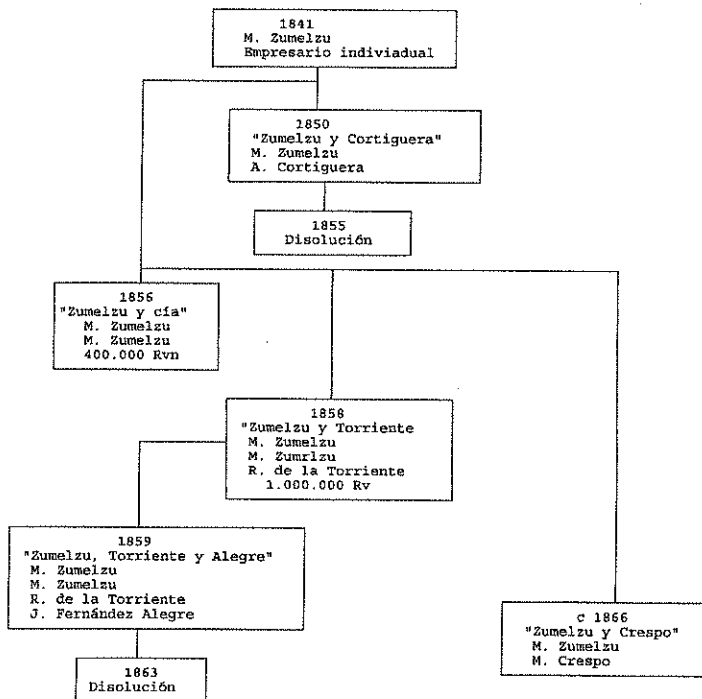 1841
M. Zumelzu
Empresario indiviadual
1850
"Zumelzu y Cortiguera"
M. Zumelzu
A. Cortiguera
1855
Disolución
1856
"Zumelzu y cía"
M. Zumelzu
M. Zumelzu
400.000 Rvn
1858
"Zumelzu y Torriente
M. Zumelzu
M. Zumrlzu
R. de la Torriente
1.000.000 Rv
1859
"Zumelzu, Torriente y Alegre"
M. Zumelzu
M. Zumelzu
R. de la Torriente
J. Fernández Alegre
1863
Disolución
c 1866
"Zumelzu y Crespo"
M. Zumelzu
M. Crespo